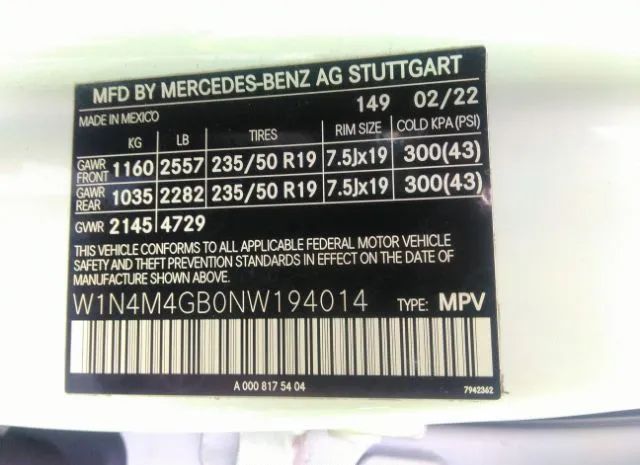 MFD BY MERCEDES-BENZ AG STUTTGART
MADE IN MEXICO 149 02/22
KG LB TIRES RIM SIZE COLD KPA (PSI)
GAWR FRONT 1160 2557 235/50 R19 7.5Jx19 300(43)
GAWR REAR 1035 2282 235/50 R19 7.5Jx19 300(43)
GVWR 2145 4729
THIS VEHICLE CONFORMS TO ALL APPLICABLE FEDERAL MOTOR VEHICLE
SAFETY AND THEFT PREVENTION STANDARDS IN EFFECT ON THE DATE OF
MANUFACTURE SHOWN ABOVE.
W1N4M4GB0NW194014 TYPE: MPV
A 000 817 54 04
7942362